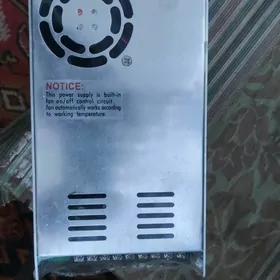 NOTICE:
This power supply is built-in
fan on/off control circuit
fan automatically works according
to working temperature